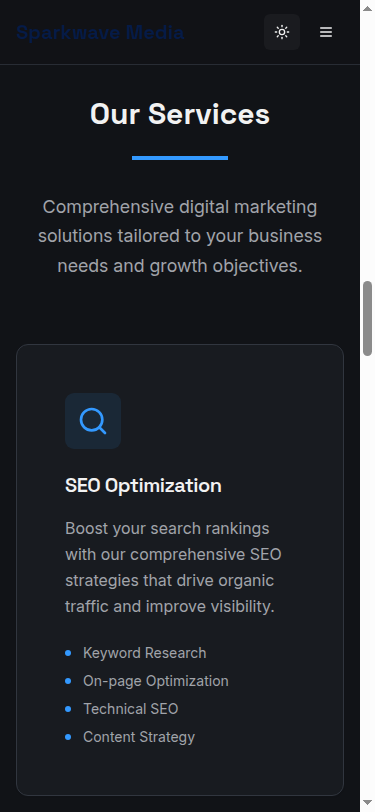 Sparkwave Media
Our Services
Comprehensive digital marketing
solutions tailored to your business
needs and growth objectives.
SEO Optimization
Boost your search rankings
with our comprehensive SEO
strategies that drive organic
traffic and improve visibility.
Keyword Research
On-page Optimization
Technical SEO
Content Strategy